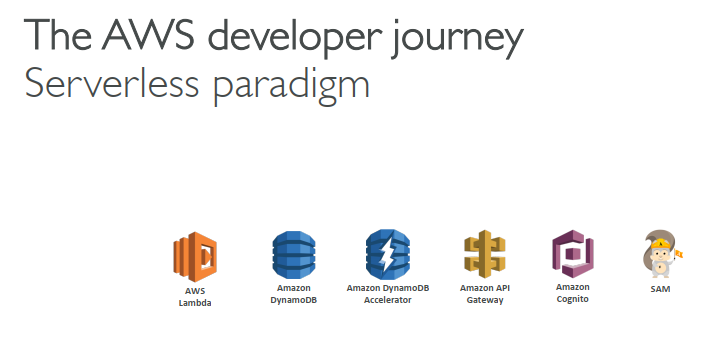 The AWS developer journey
Serverless paradigm
AWS
Lambda
Amazon
DynamoDB
Amazon DynamoDB
Accelerator
Amazon API
Gateway
Amazon
Cognito
SAM